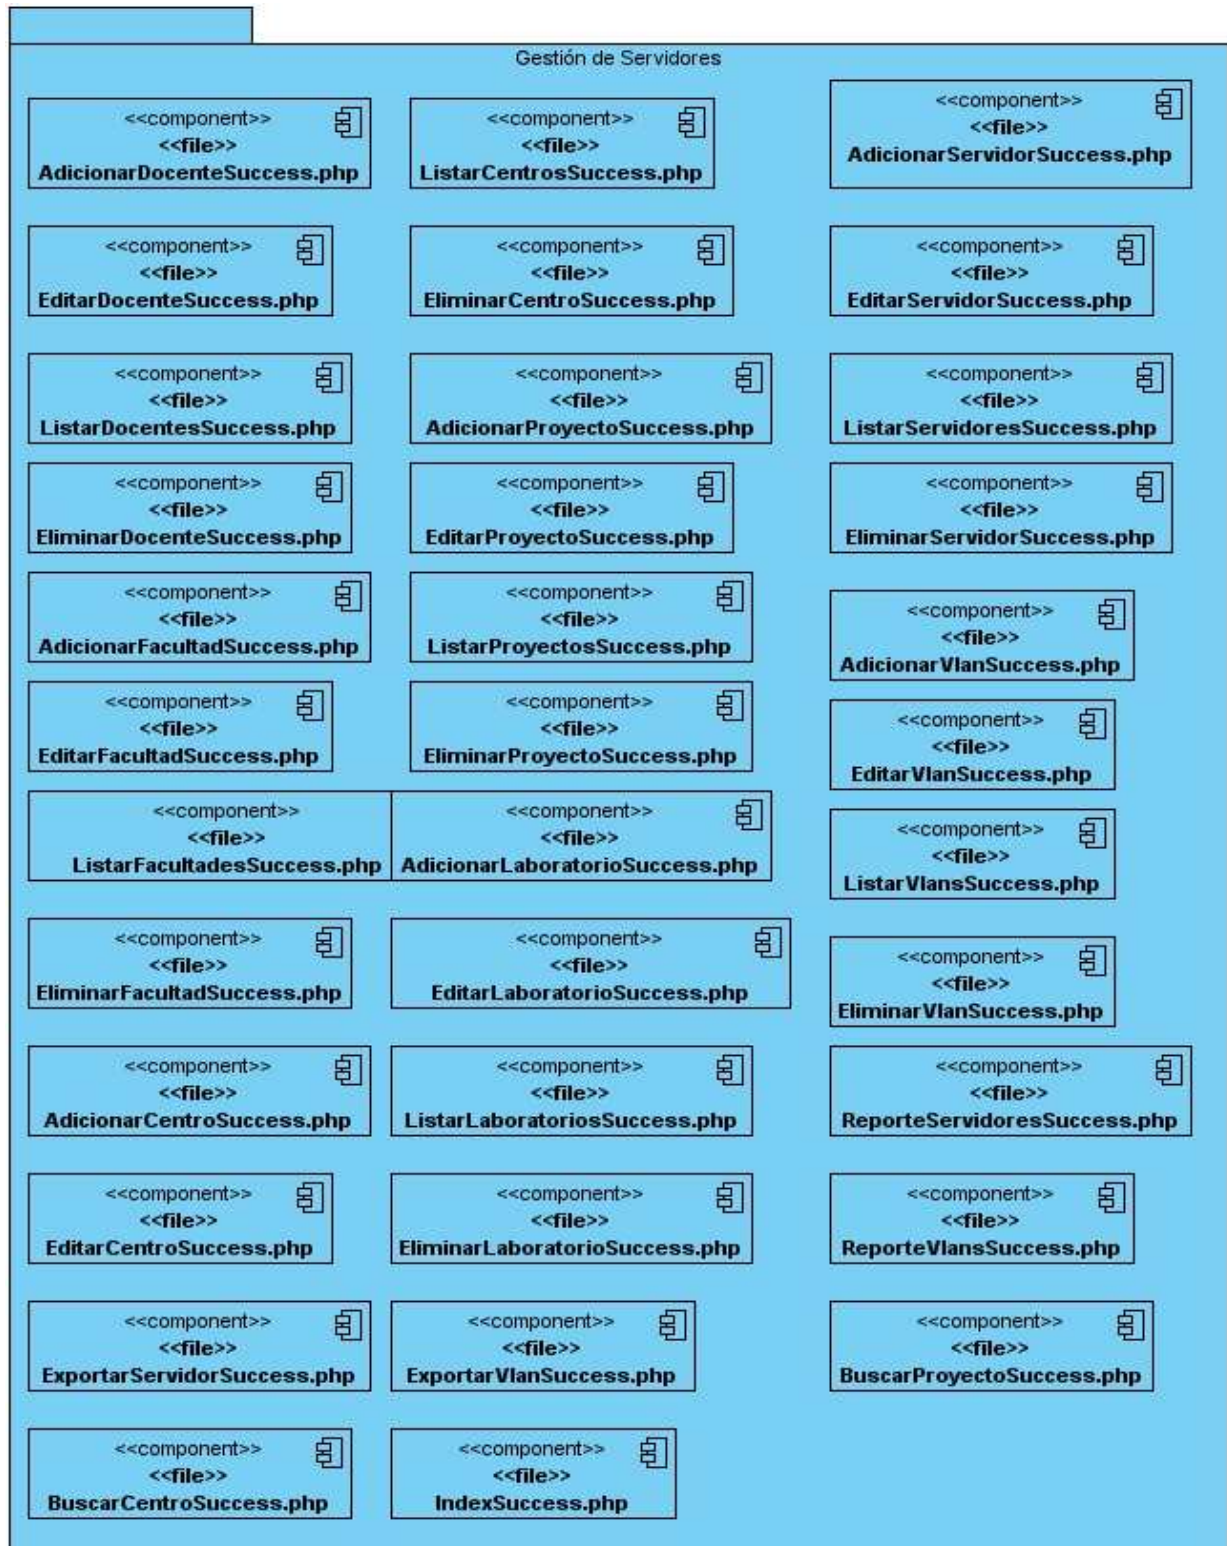 Gestión de Servidores
<<component>>
<<file>>
AdicionarDocenteSuccess.php
<<component>>
<<file>>
ListarCentrosSuccess.php
<<component>>
<<file>>
AdicionarServidorSuccess.php
<<component>>
<<file>>
EditarDocenteSuccess.php
<<component>>
<<file>>
EliminarCentroSuccess.php
<<component>>
<<file>>
EditarServidorSuccess.php
<<component>>
<<file>>
ListarDocentesSuccess.php
<<component>>
<<file>>
AdicionarProyectoSuccess.php
<<component>>
<<file>>
ListarServidoresSuccess.php
<<component>>
<<file>>
EliminarDocenteSuccess.php
<<component>>
<<file>>
EditarProyectoSuccess.php
<<component>>
<<file>>
EliminarServidorSuccess.php
<<component>>
<<file>>
AdicionarFacultadSuccess.php
<<component>>
<<file>>
ListarProyectosSuccess.php
<<component>>
<<file>>
AdicionarVlanSuccess.php
<<component>>
<<file>>
EditarFacultadSuccess.php
<<component>>
<<file>>
EliminarProyectoSuccess.php
<<component>>
<<file>>
EditarVlanSuccess.php
<<component>>
<<file>>
ListarFacultadesSuccess.php
<<component>>
<<file>>
AdicionarLaboratorioSuccess.php
<<component>>
<<file>>
ListarVlansSuccess.php
<<component>>
<<file>>
EliminarFacultadSuccess.php
<<component>>
<<file>>
EditarLaboratorioSuccess.php
<<component>>
<<file>>
EliminarVlanSuccess.php
<<component>>
<<file>>
AdicionarCentroSuccess.php
<<component>>
<<file>>
ListarLaboratoriosSuccess.php
<<component>>
<<file>>
ReporteServidoresSuccess.php
<<component>>
<<file>>
EditarCentroSuccess.php
<<component>>
<<file>>
EliminarLaboratorioSuccess.php
<<component>>
<<file>>
ReporteVlansSuccess.php
<<component>>
<<file>>
ExportarServidorSuccess.php
<<component>>
<<file>>
ExportarVlanSuccess.php
<<component>>
<<file>>
BuscarProyectoSuccess.php
<<component>>
<<file>>
BuscarCentroSuccess.php
<<component>>
<<file>>
IndexSuccess.php